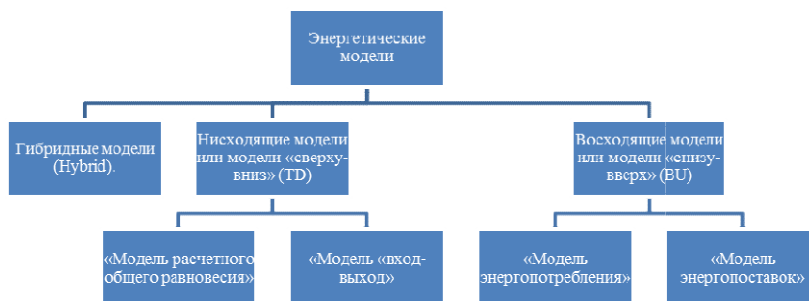 Энергетические
модели
Гибридные модели
(Hybrid).
Нисходящие модели
или модели «сверху-
вниз» (TD)
Восходящие модели
или модели «снизу-
вверх» (BU)
«Модель расчетного
общего равновесия»
«Модель «вход-
выход»
«Модель
энергопотребления»
«Модель
энергопоставок»